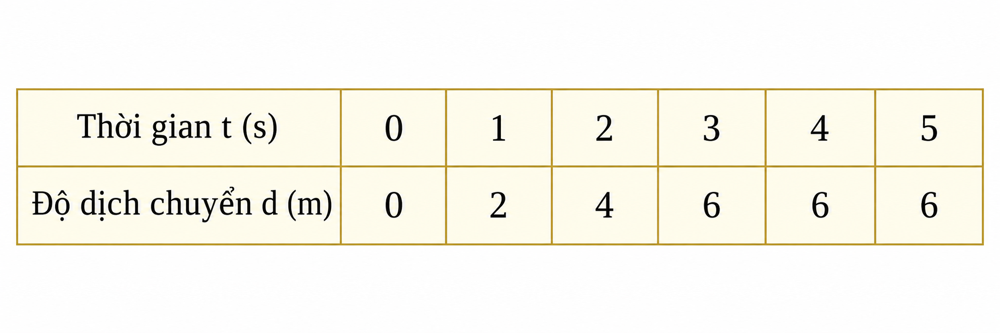 Thời gian t (s) 0 1 2 3 4 5
Độ dịch chuyển d (m) 0 2 4 6 6 6